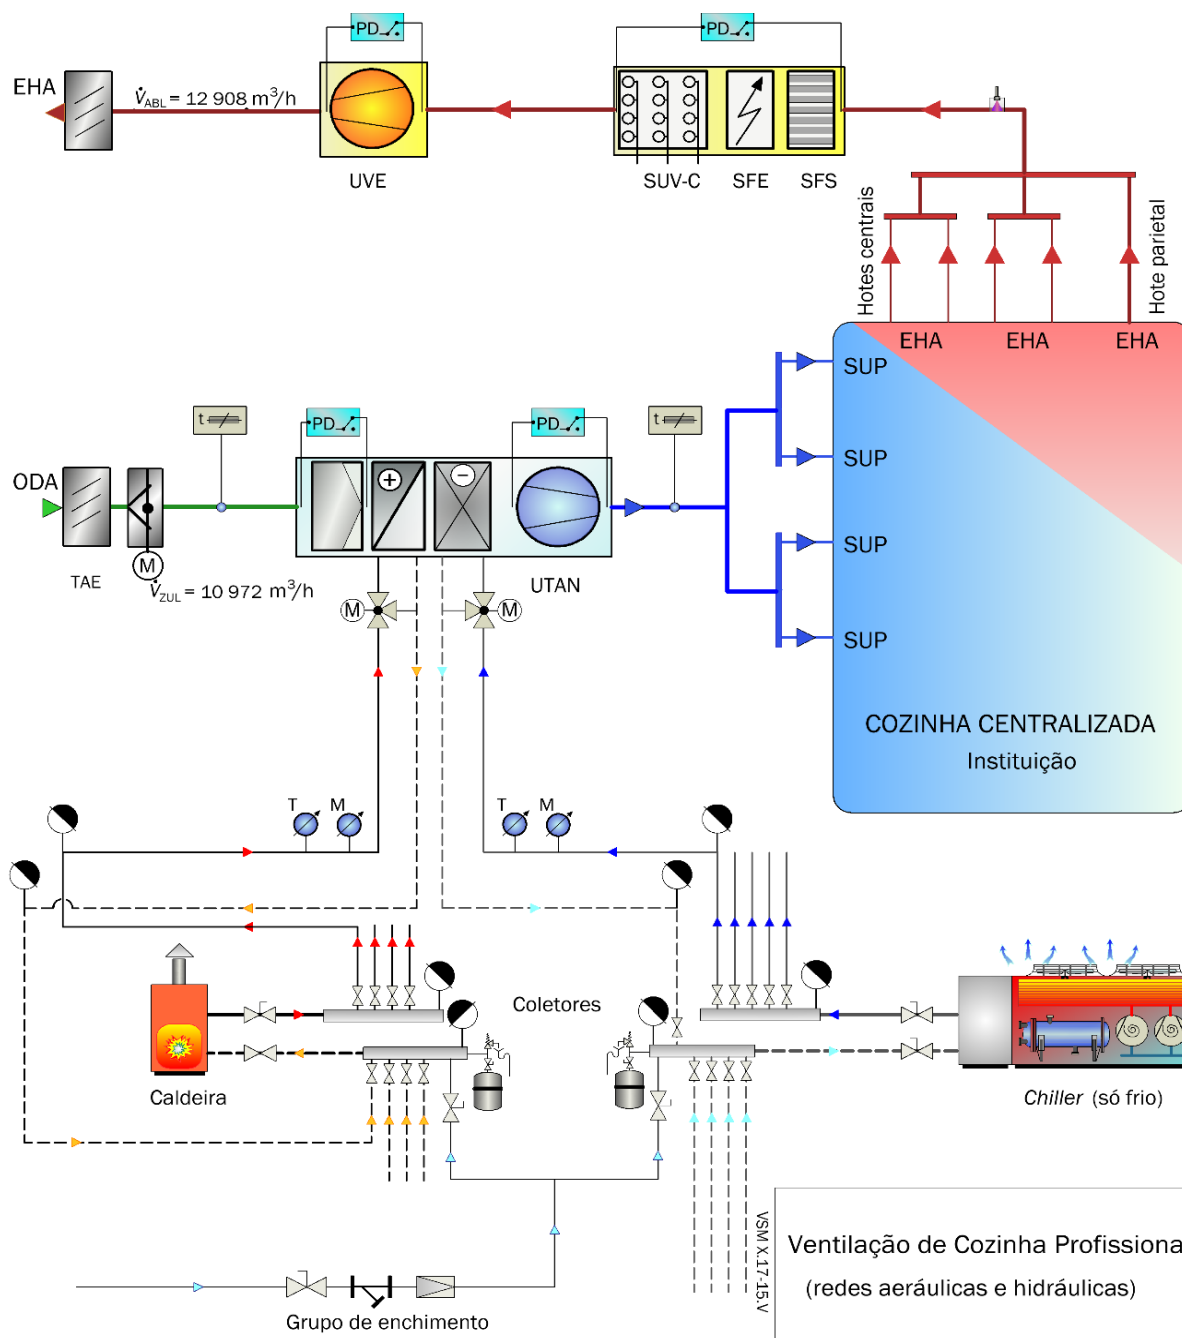 PD
PD
EHA
V̇ABL = 12 908 m³/h
UVE
SUV-C
SFE
SFS
Hotes centrais
Hote parietal
EHA
EHA
EHA
SUP
t
PD
PD
t
SUP
ODA
M
TAE
V̇ZUL = 10 972 m³/h
UTAN
SUP
M
M
SUP
COZINHA CENTRALIZADA
Instituição
T
M
T
M
Coletores
Caldeira
Chiller (só frio)
VSM X.17-15.V
Ventilação de Cozinha Profissiona
(redes aeráulicas e hidráulicas)
Grupo de enchimento